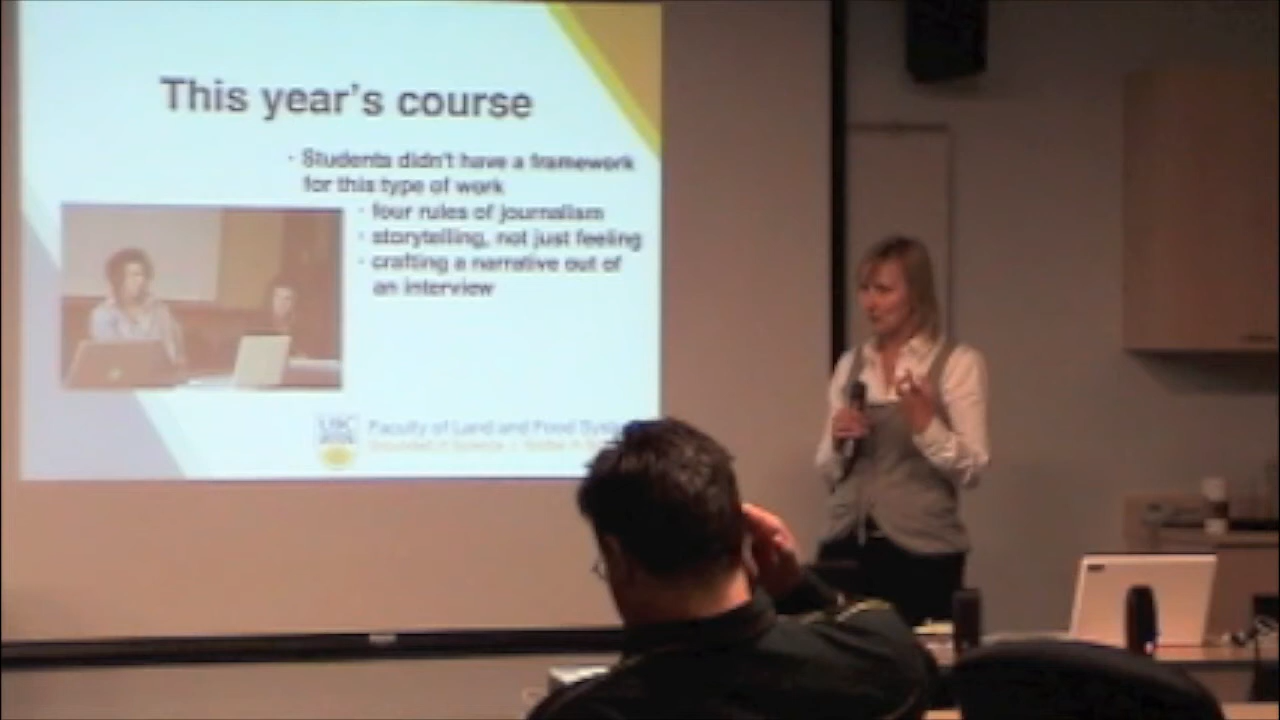 This year's course
· Students didn't have a framework
for this type of work
· four rules of journalism
· storytelling, not just feeling
· crafting a narrative out of
an interview
UBC
Faculty of Land and Food